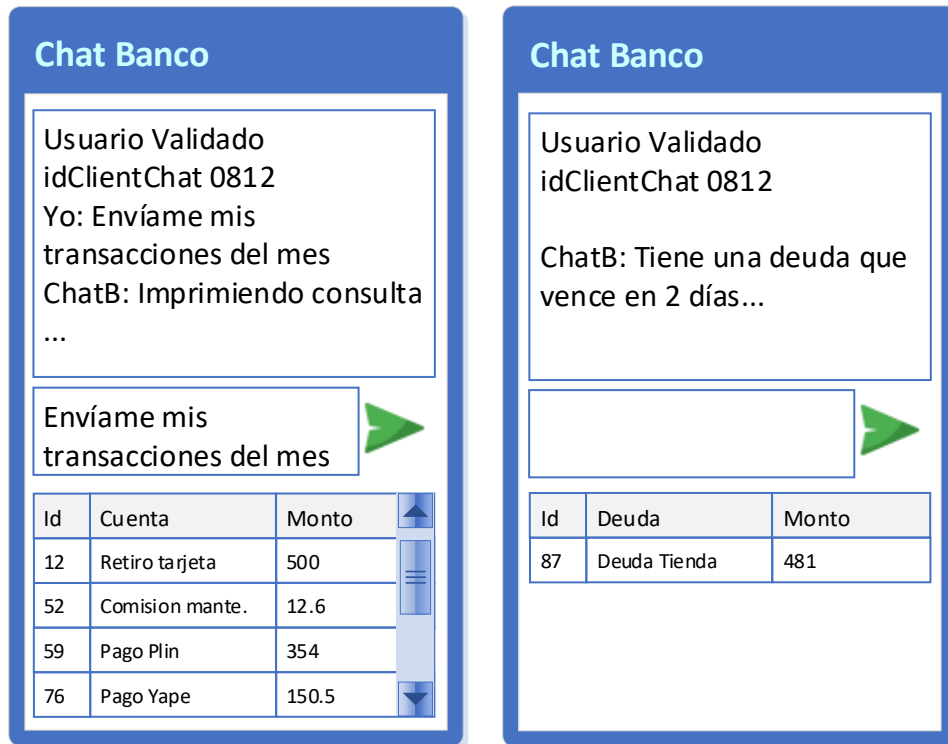 Chat Banco
Usuario Validado
idClientChat 0812
Yo: Envíame mis
transacciones del mes
ChatB: Imprimiendo consulta
...
Envíame mis
transacciones del mes
Id Cuenta Monto
12 Retiro tarjeta 500
52 Comision mante. 12.6
59 Pago Plin 354
76 Pago Yape 150.5
Chat Banco
Usuario Validado
idClientChat 0812
ChatB: Tiene una deuda que
vence en 2 días...
Id Deuda Monto
87 Deuda Tienda 481